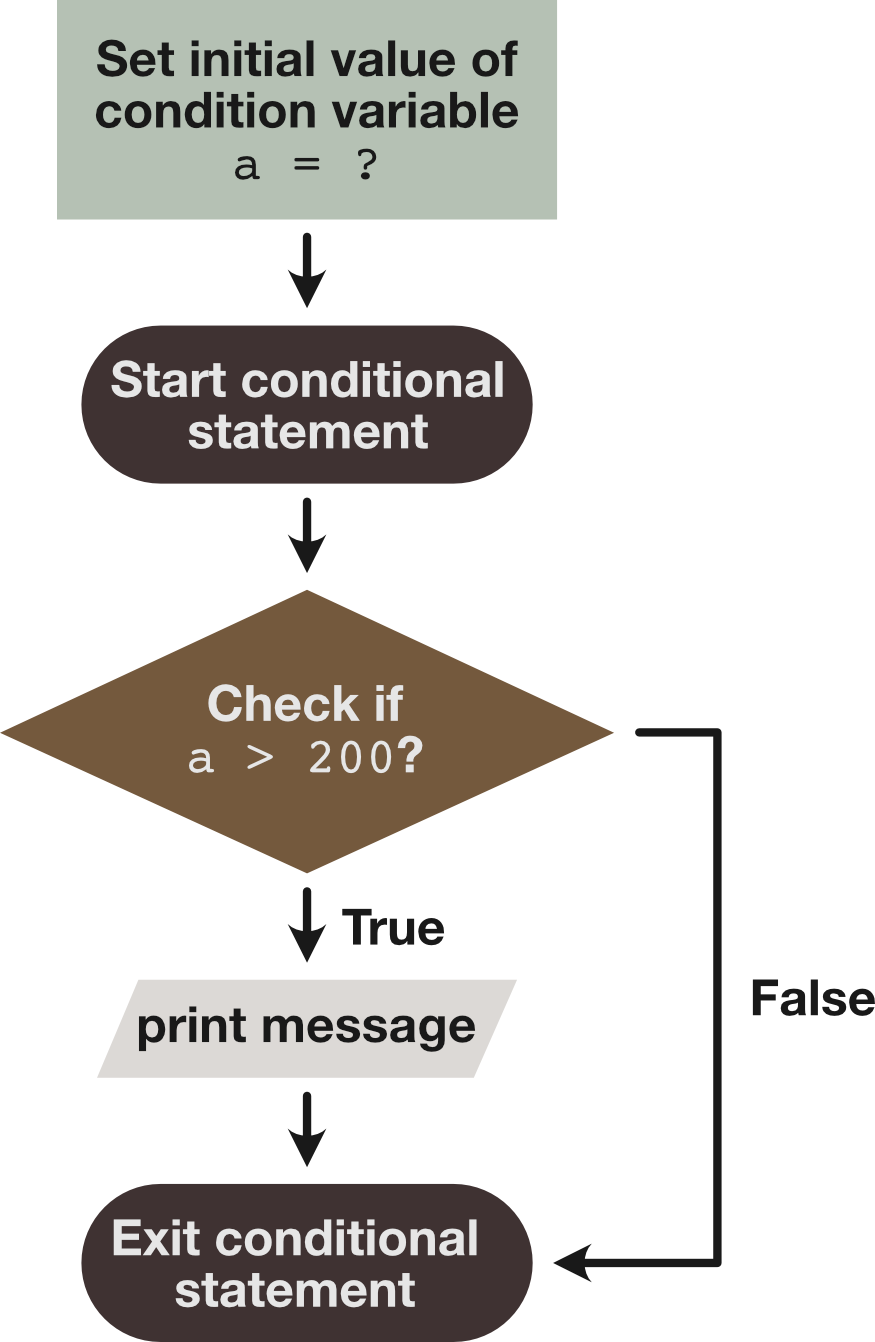 Set initial value of
condition variable
a = ?
Start conditional
statement
Check if
a > 200?
True
print message
False
Exit conditional
statement